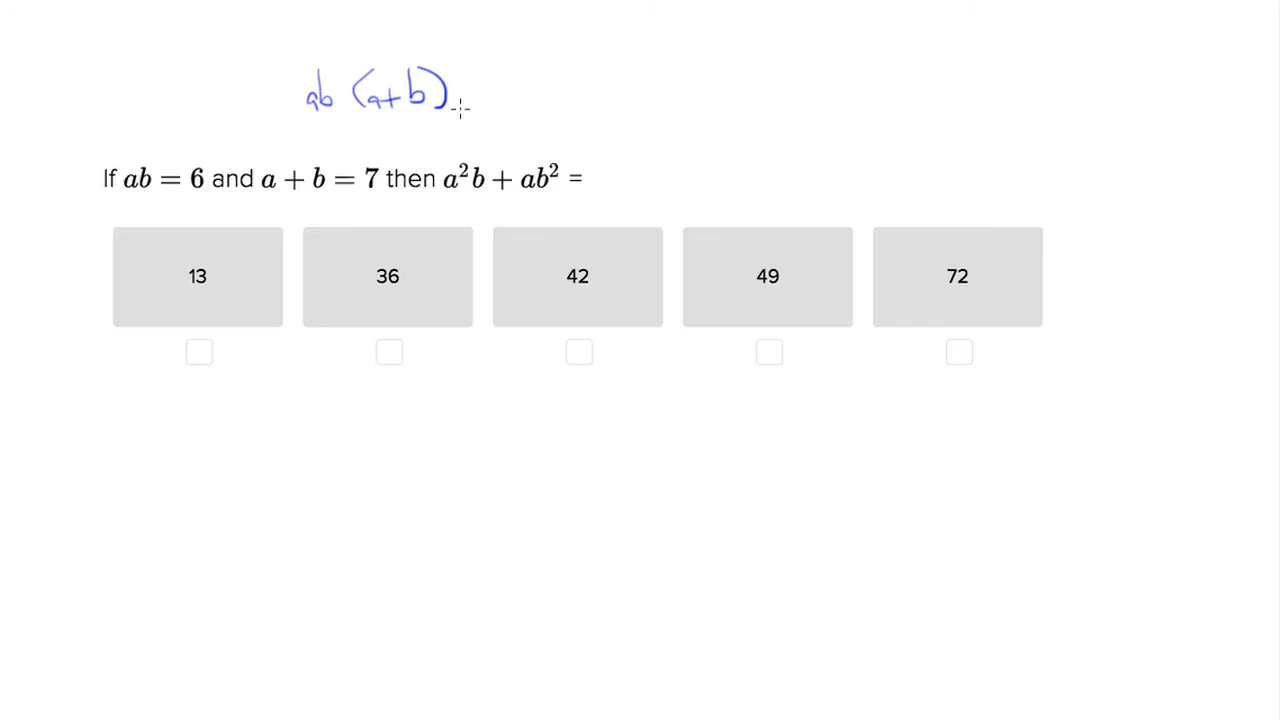 ab (a+b)
If ab = 6 and a + b = 7 then a²b + ab² =
13 36 42 49 72